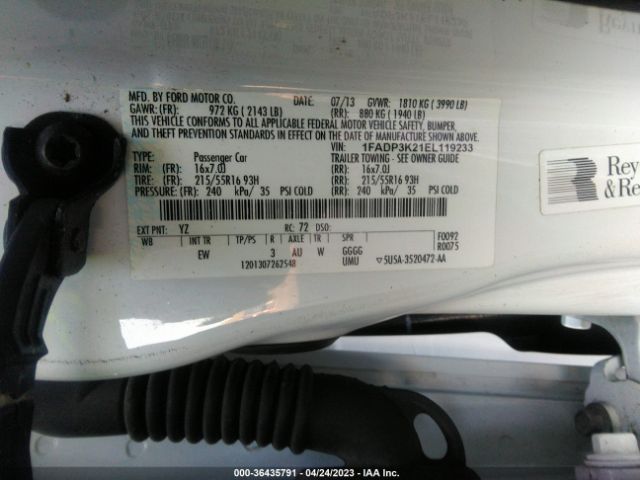 MFD. BY FORD MOTOR CO.
DATE: 07/13 GVWR: 1810 KG ( 3990 LB)
GAWR: (FR): 972 KG ( 2143 LB) (RR): 880 KG ( 1940 LB)
THIS VEHICLE CONFORMS TO ALL APPLICABLE FEDERAL MOTOR VEHICLE SAFETY, BUMPER,
AND THEFT PREVENTION STANDARDS IN EFFECT ON THE DATE OF MANUFACTURE SHOWN ABOVE.
VIN: 1FADP3K21EL119233
TYPE: Passenger Car TRAILER TOWING - SEE OWNER GUIDE
RIM: (FR): 16x7.0J (RR): 16x7.0J
TIRE: (FR): 215/55R16 93H (RR): 215/55R16 93H
PRESSURE: (FR): 240 kPa/ 35 PSI COLD (RR): 240 kPa/ 35 PSI COLD
EXT PNT: YZ RC: 72 DSO:
WB INT TR TP/PS R AXLE TR SPR F0092
R0075
EW 3 AU W GGGG
1201307262548 UMU 5U5A-3520472-AA
R
Rey
& Re
000-36435791 - 04/24/2023 - IAA Inc.